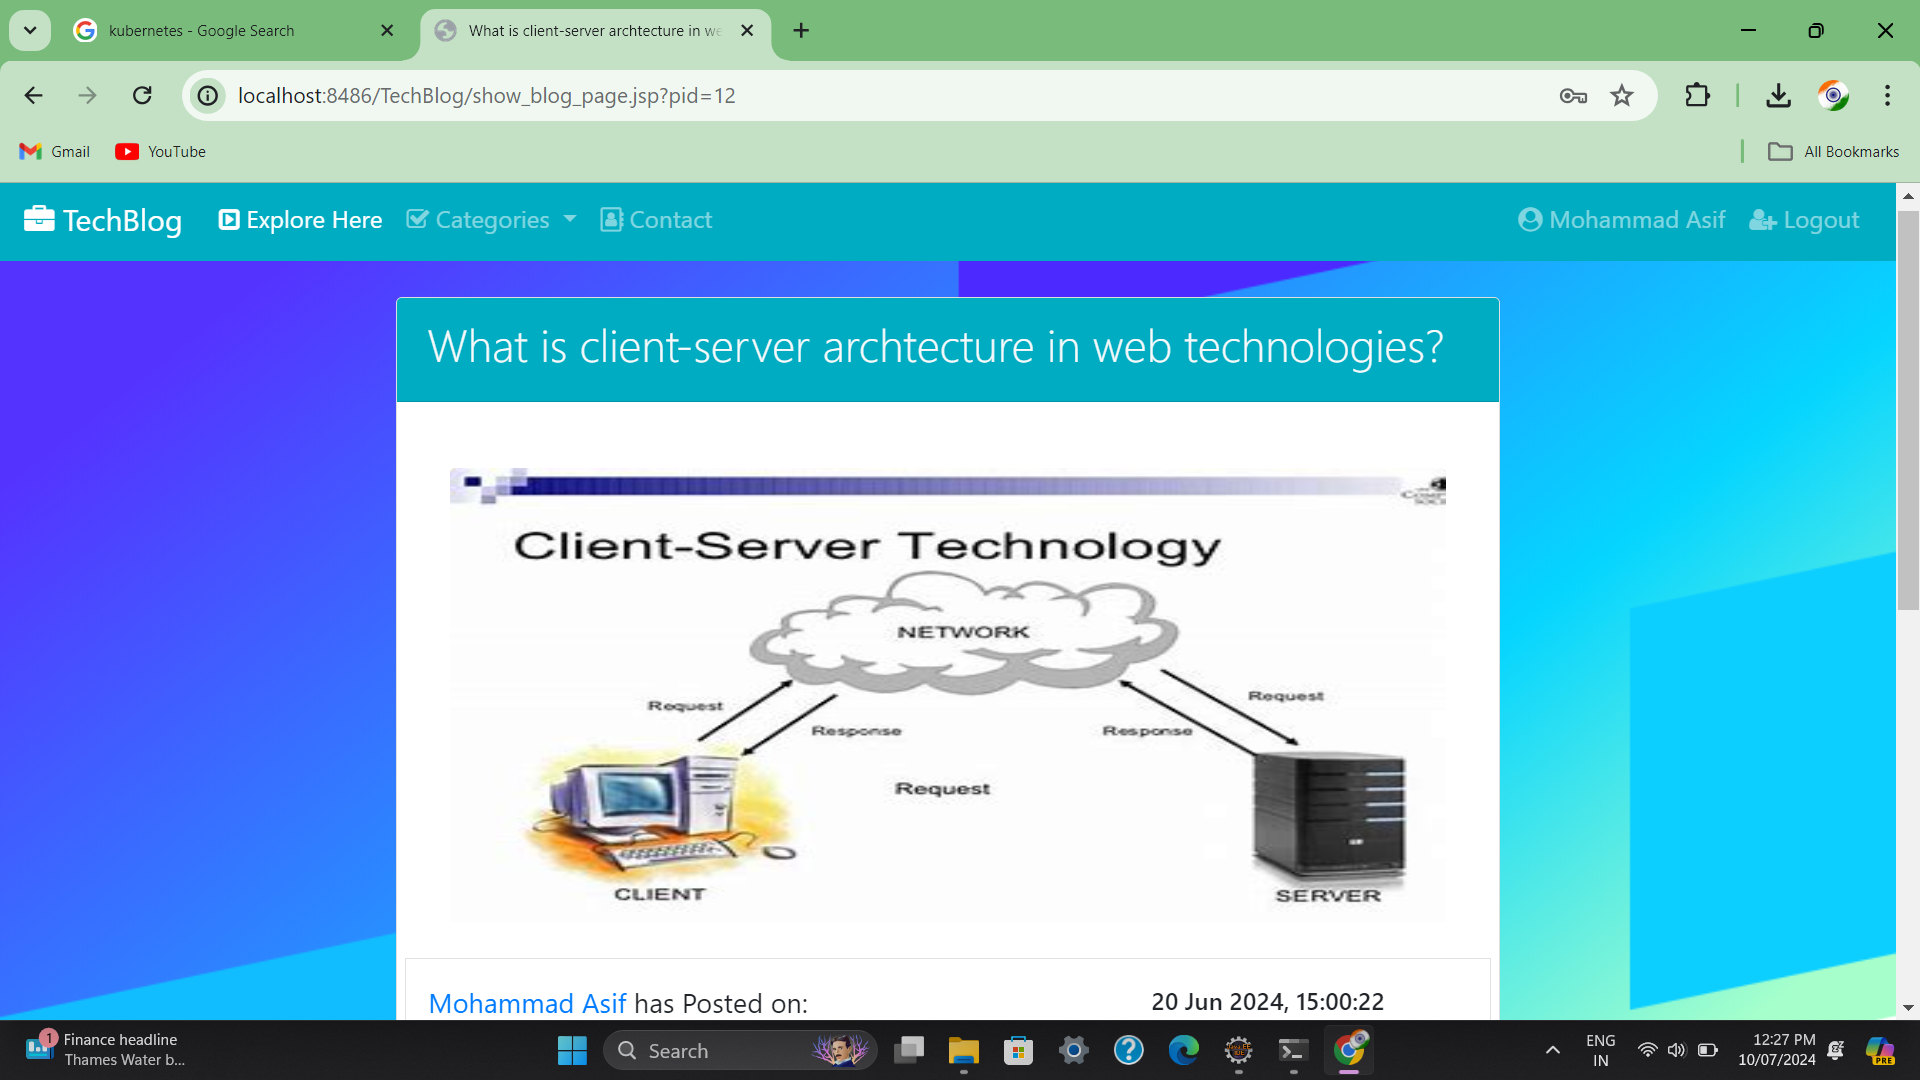 kubernetes - Google Search
What is client-server archtecture in we
localhost:8486/TechBlog/show_blog_page.jsp?pid=12
Gmail
YouTube
All Bookmarks
TechBlog
Explore Here
Categories
Contact
Mohammad Asif
Logout
What is client-server archtecture in web technologies?
Client-Server Technology
NETWORK
Request
Response
Response
Request
Request
CLIENT
SERVER
Mohammad Asif has Posted on:
20 Jun 2024, 15:00:22
1
Finance headline
Thames Water b...
Search
ENG
IN
12:27 PM
10/07/2024
PRE